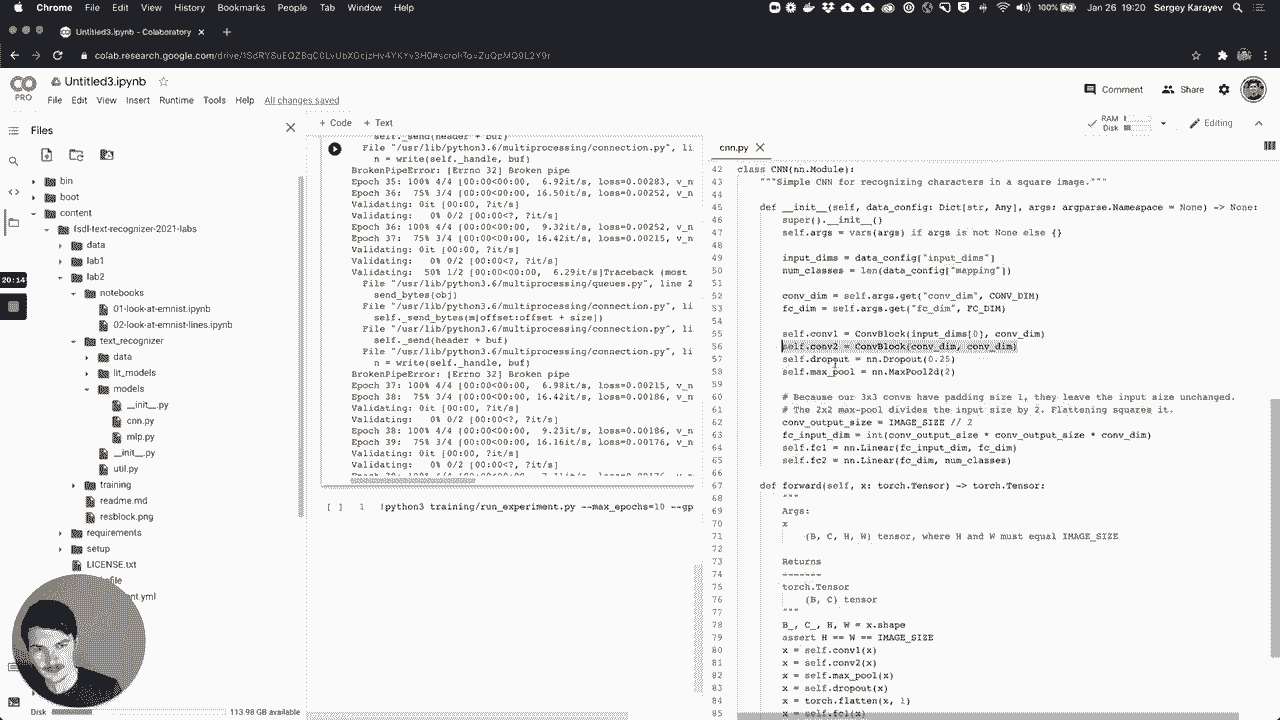 Chrome File Edit View History Bookmarks People Tab Window Help 100% Jan 26 19:20 Sergey Karayev
Untitled3.ipynb - Colaboratory
CO PRO
Untitled3.ipynb
File Edit View Insert Runtime Tools Help All changes saved
Comment Share
Files
+ Code + Text
RAM
Disk
Editing
bin
boot
content
fsdl-text-recognizer-2021-labs
data
lab1
lab2
notebooks
01-look-at-emnist.ipynb
02-look-at-emnist-lines.ipynb
text_recognizer
data
lit_models
models
__init__.py
cnn.py
mlp.py
__init__.py
util.py
training
readme.md
resblock.png
requirements
setup
LICENSE.txt
Disk 113.98 GB available
20:14
self._send(header + buf)
File "/usr/lib/python3.6/multiprocessing/connection.py", li
n = write(self._handle, buf)
BrokenPipeError: [Errno 32] Broken pipe
Epoch 35: 100% 4/4 [00:00<00:00, 6.92it/s, loss=0.00283, v_n
Epoch 36: 75% 3/4 [00:00<00:00, 16.50it/s, loss=0.00252, v_n
Validating: 0it [00:00, ?it/s]
Validating: 0% 0/2 [00:00<?, ?it/s]
Epoch 36: 100% 4/4 [00:00<00:00, 9.32it/s, loss=0.00252, v_n
Epoch 37: 75% 3/4 [00:00<00:00, 16.42it/s, loss=0.00215, v_n
Validating: 0it [00:00, ?it/s]
Validating: 0% 0/2 [00:00<?, ?it/s]
Validating: 50% 1/2 [00:00<00:00, 6.29it/s]Traceback (most
File "/usr/lib/python3.6/multiprocessing/queues.py", line 2
send_bytes(obj)
File "/usr/lib/python3.6/multiprocessing/connection.py", li
self._send_bytes(m[offset:offset + size])
File "/usr/lib/python3.6/multiprocessing/connection.py", li
self._send(header + buf)
File "/usr/lib/python3.6/multiprocessing/connection.py", li
n = write(self._handle, buf)
BrokenPipeError: [Errno 32] Broken pipe
Epoch 37: 100% 4/4 [00:00<00:00, 6.98it/s, loss=0.00215, v_n
Epoch 38: 75% 3/4 [00:00<00:00, 16.42it/s, loss=0.00186, v_n
Validating: 0it [00:00, ?it/s]
Validating: 0% 0/2 [00:00<?, ?it/s]
Epoch 38: 100% 4/4 [00:00<00:00, 9.23it/s, loss=0.00186, v_n
Epoch 39: 75% 3/4 [00:00<00:00, 16.16it/s, loss=0.00176, v_n
Validating: 0it [00:00, ?it/s]
Validating: 0% 0/2 [00:00<?, ?it/s]
[ ] 1 !python3 training/run_experiment.py --max_epochs=10 --gp
cnn.py
42 class CNN(nn.Module):
43 """Simple CNN for recognizing characters in a square image."""
44
45 def __init__(self, data_config: Dict[str, Any], args: argparse.Namespace = None) -> None:
46 super().__init__()
47 self.args = vars(args) if args is not None else {}
48
49 input_dims = data_config["input_dims"]
50 num_classes = len(data_config["mapping"])
51
52 conv_dim = self.args.get("conv_dim", CONV_DIM)
53 fc_dim = self.args.get("fc_dim", FC_DIM)
54
55 self.conv1 = ConvBlock(input_dims[0], conv_dim)
56 self.conv2 = ConvBlock(conv_dim, conv_dim)
57 self.dropout = nn.Dropout(0.25)
58 self.max_pool = nn.MaxPool2d(2)
59
60 # Because our 3x3 convs have padding size 1, they leave the input size unchanged.
61 # The 2x2 max-pool divides the input size by 2. Flattening squares it.
62 conv_output_size = IMAGE_SIZE // 2
63 fc_input_dim = int(conv_output_size * conv_output_size * conv_dim)
64 self.fc1 = nn.Linear(fc_input_dim, fc_dim)
65 self.fc2 = nn.Linear(fc_dim, num_classes)
66
67 def forward(self, x: torch.Tensor) -> torch.Tensor:
68 """
69 Args:
70 x
71 (B, C, H, W) tensor, where H and W must equal IMAGE_SIZE
72
73 Returns
74 -------
75 torch.Tensor
76 (B, C) tensor
77 """
78 B_, C_, H, W = x.shape
79 assert H == W == IMAGE_SIZE
80 x = self.conv1(x)
81 x = self.conv2(x)
82 x = self.max_pool(x)
83 x = self.dropout(x)
84 x = torch.flatten(x, 1)
85 x = self.fc1(x)